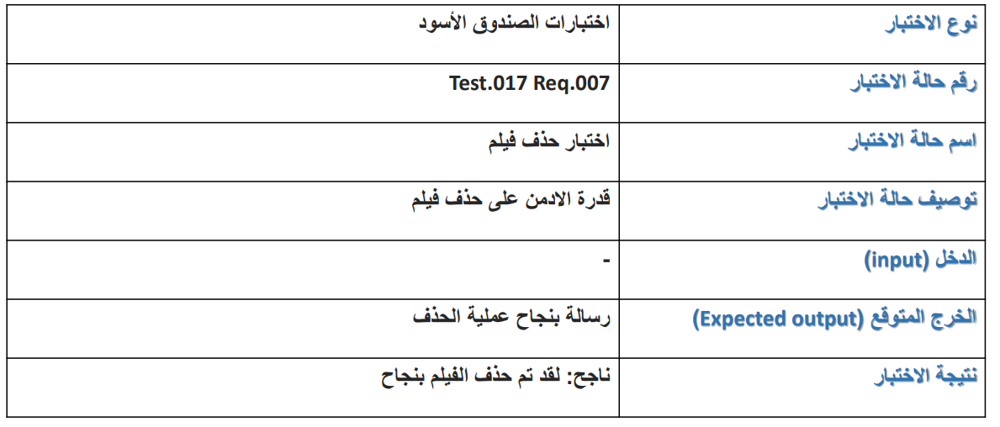 نوع الاختبار اختبارات الصندوق الأسود
رقم حالة الاختبار Test.017 Req.007
اسم حالة الاختبار اختبار حذف فيلم
توصيف حالة الاختبار قدرة الادمن على حذف فيلم
الدخل (input) -
الخرج المتوقع (Expected output) رسالة بنجاح عملية الحذف
نتيجة الاختبار ناجح: لقد تم حذف الفيلم بنجاح